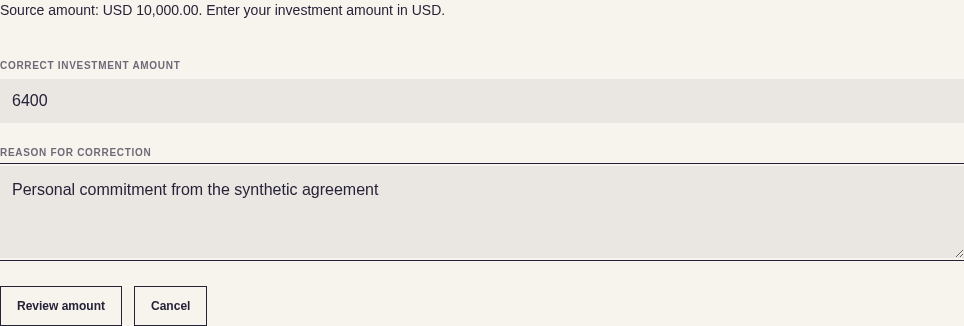 Source amount: USD 10,000.00. Enter your investment amount in USD.
CORRECT INVESTMENT AMOUNT
6400
REASON FOR CORRECTION
Personal commitment from the synthetic agreement
Review amount Cancel